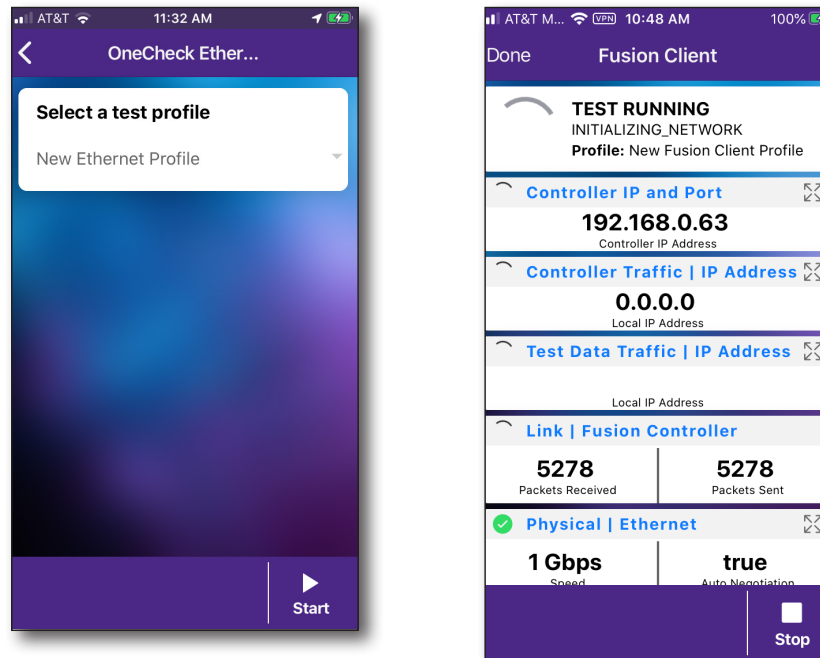 AT&T
11:32 AM
OneCheck Ether...
Select a test profile
New Ethernet Profile
Start
AT&T M... VPN 10:48 AM 100%
Done Fusion Client
TEST RUNNING
INITIALIZING_NETWORK
Profile: New Fusion Client Profile
Controller IP and Port
192.168.0.63
Controller IP Address
Controller Traffic | IP Address
0.0.0.0
Local IP Address
Test Data Traffic | IP Address
Local IP Address
Link | Fusion Controller
5278 5278
Packets Received Packets Sent
Physical | Ethernet
1 Gbps true
Speed Auto Negotiation
Stop